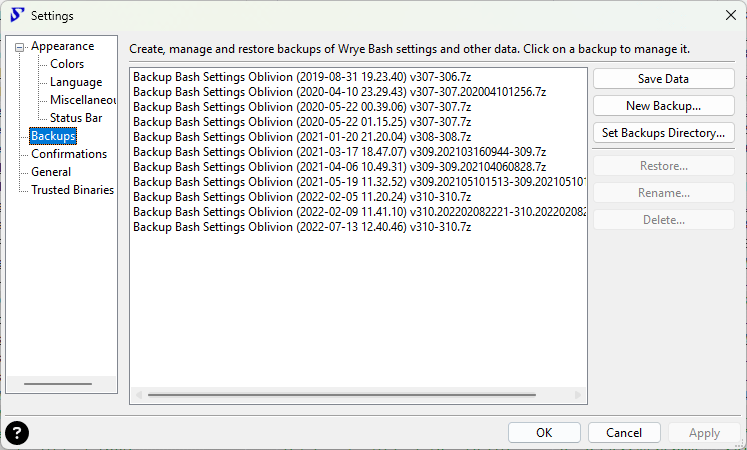 Settings
Appearance
Colors
Language
Miscellaneou
Status Bar
Backups
Confirmations
General
Trusted Binaries
Create, manage and restore backups of Wrye Bash settings and other data. Click on a backup to manage it.
Backup Bash Settings Oblivion (2019-08-31 19.23.40) v307-306.7z
Backup Bash Settings Oblivion (2020-04-10 23.29.43) v307-307.202004101256.7z
Backup Bash Settings Oblivion (2020-05-22 00.39.06) v307-307.7z
Backup Bash Settings Oblivion (2020-05-22 01.15.25) v307-307.7z
Backup Bash Settings Oblivion (2021-01-20 21.20.04) v308-308.7z
Backup Bash Settings Oblivion (2021-03-17 18.47.07) v309.202103160944-309.7z
Backup Bash Settings Oblivion (2021-04-06 10.49.31) v309-309.202104060828.7z
Backup Bash Settings Oblivion (2021-05-19 11.32.52) v309.202105101513-309.202105101
Backup Bash Settings Oblivion (2022-02-05 11.20.24) v310-310.7z
Backup Bash Settings Oblivion (2022-02-09 11.41.10) v310.202202082221-310.202202082
Backup Bash Settings Oblivion (2022-07-13 12.40.46) v310-310.7z
Save Data
New Backup...
Set Backups Directory...
Restore...
Rename...
Delete...
?
OK
Cancel
Apply